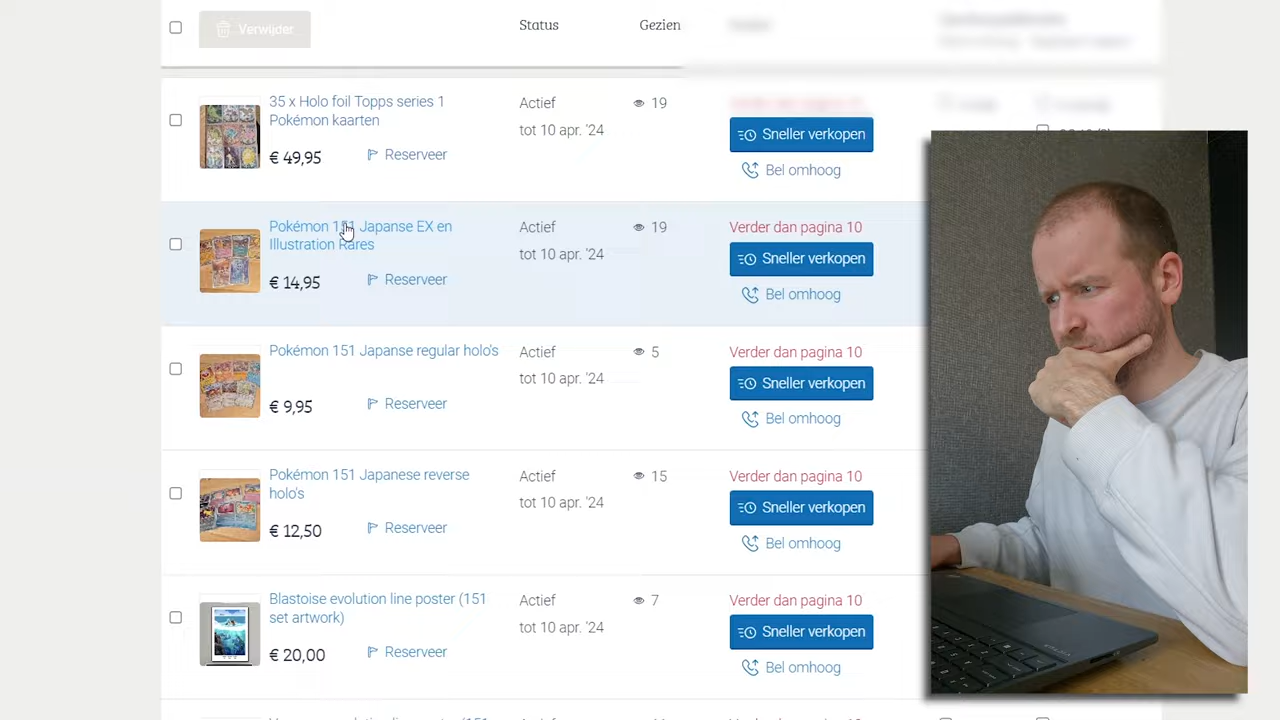 Verwijder
Status
Gezien
35 x Holo foil Topps series 1
Pokémon kaarten
€ 49,95
Reserveer
Actief
tot 10 apr. '24
19
Sneller verkopen
Bel omhoog
Pokémon 151 Japanse EX en
Illustration Rares
€ 14,95
Reserveer
Actief
tot 10 apr. '24
19
Verder dan pagina 10
Sneller verkopen
Bel omhoog
Pokémon 151 Japanse regular holo's
€ 9,95
Reserveer
Actief
tot 10 apr. '24
5
Verder dan pagina 10
Sneller verkopen
Bel omhoog
Pokémon 151 Japanese reverse
holo's
€ 12,50
Reserveer
Actief
tot 10 apr. '24
15
Verder dan pagina 10
Sneller verkopen
Bel omhoog
Blastoise evolution line poster (151
set artwork)
€ 20,00
Reserveer
Actief
tot 10 apr. '24
7
Verder dan pagina 10
Sneller verkopen
Bel omhoog